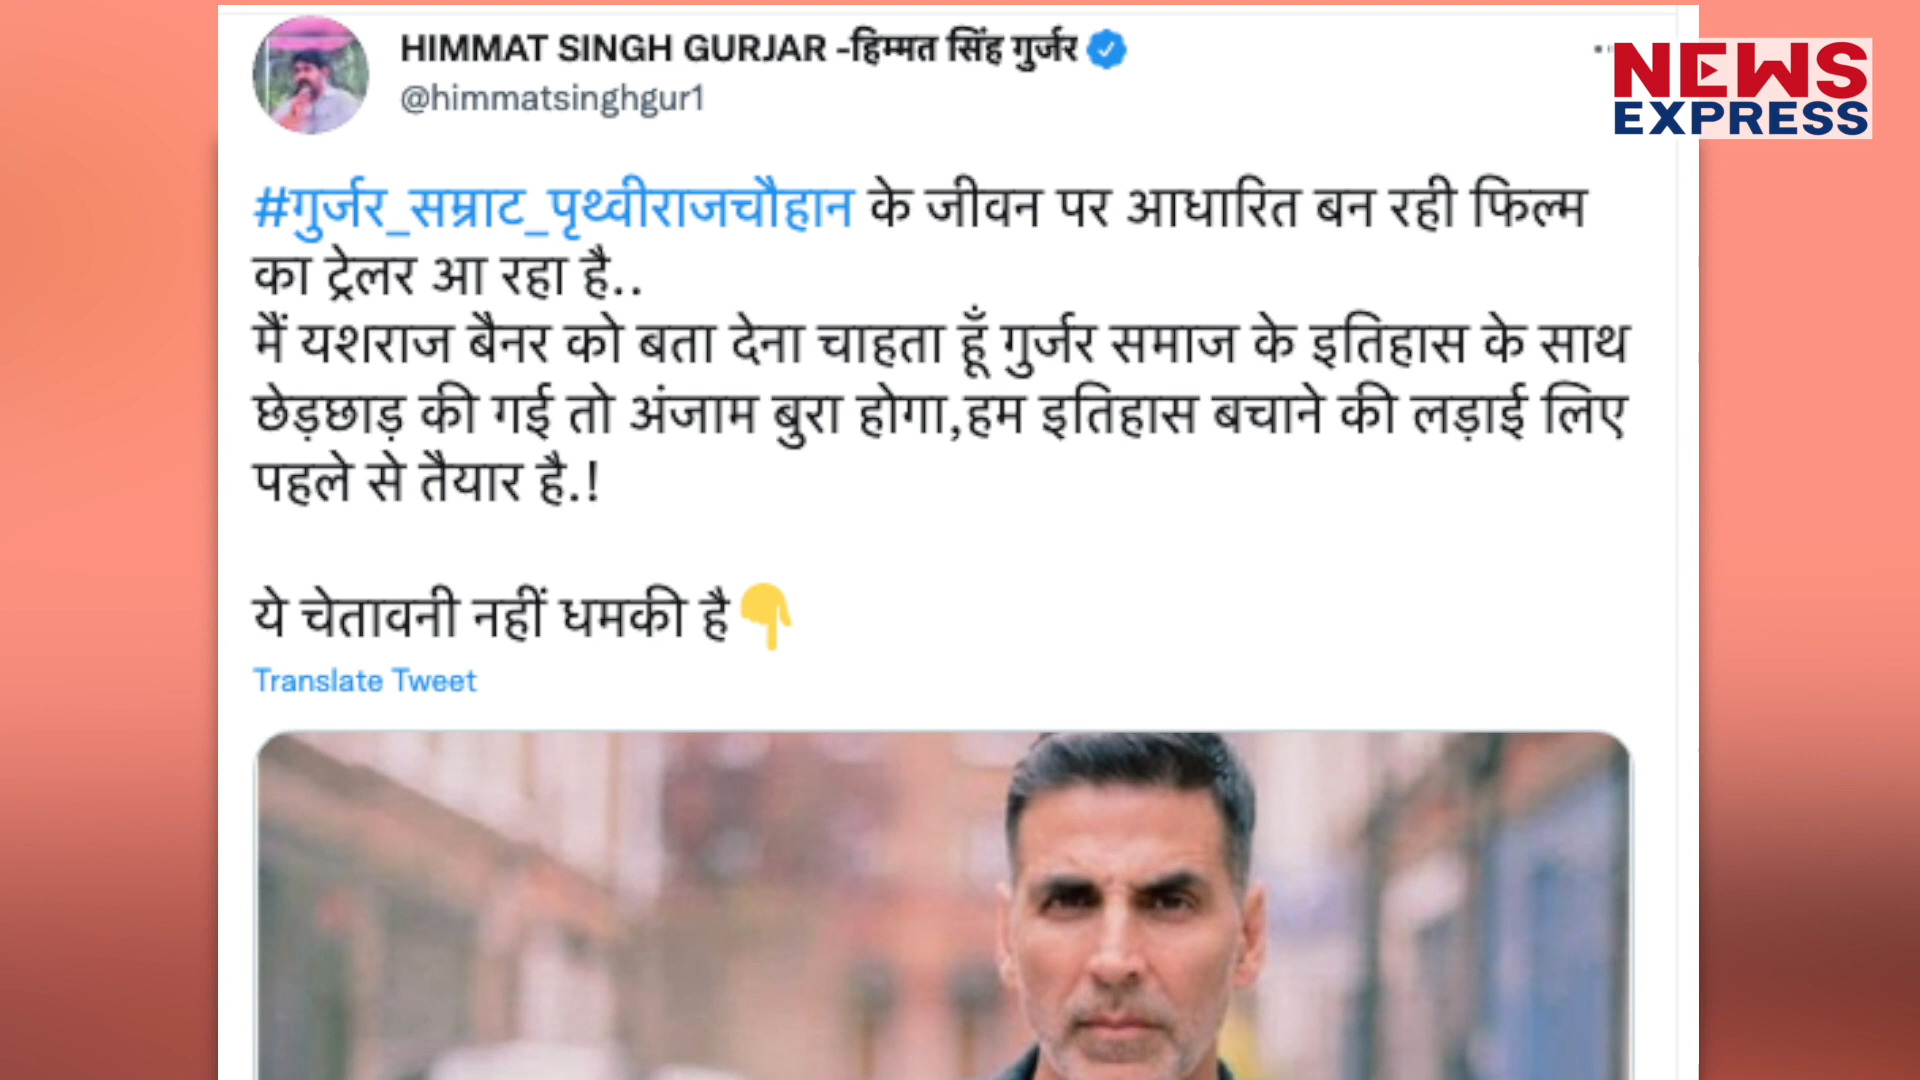 HIMMAT SINGH GURJAR -हिम्मत सिंह गुर्जर
@himmatsinghgur1
NEWS
EXPRESS
#गुर्जर_सम्राट_पृथ्वीराजचौहान के जीवन पर आधारित बन रही फिल्म
का ट्रेलर आ रहा है..
मैं यशराज बैनर को बता देना चाहता हूँ गुर्जर समाज के इतिहास के साथ
छेड़छाड़ की गई तो अंजाम बुरा होगा,हम इतिहास बचाने की लड़ाई लिए
पहले से तैयार है.!
ये चेतावनी नहीं धमकी है👇
Translate Tweet